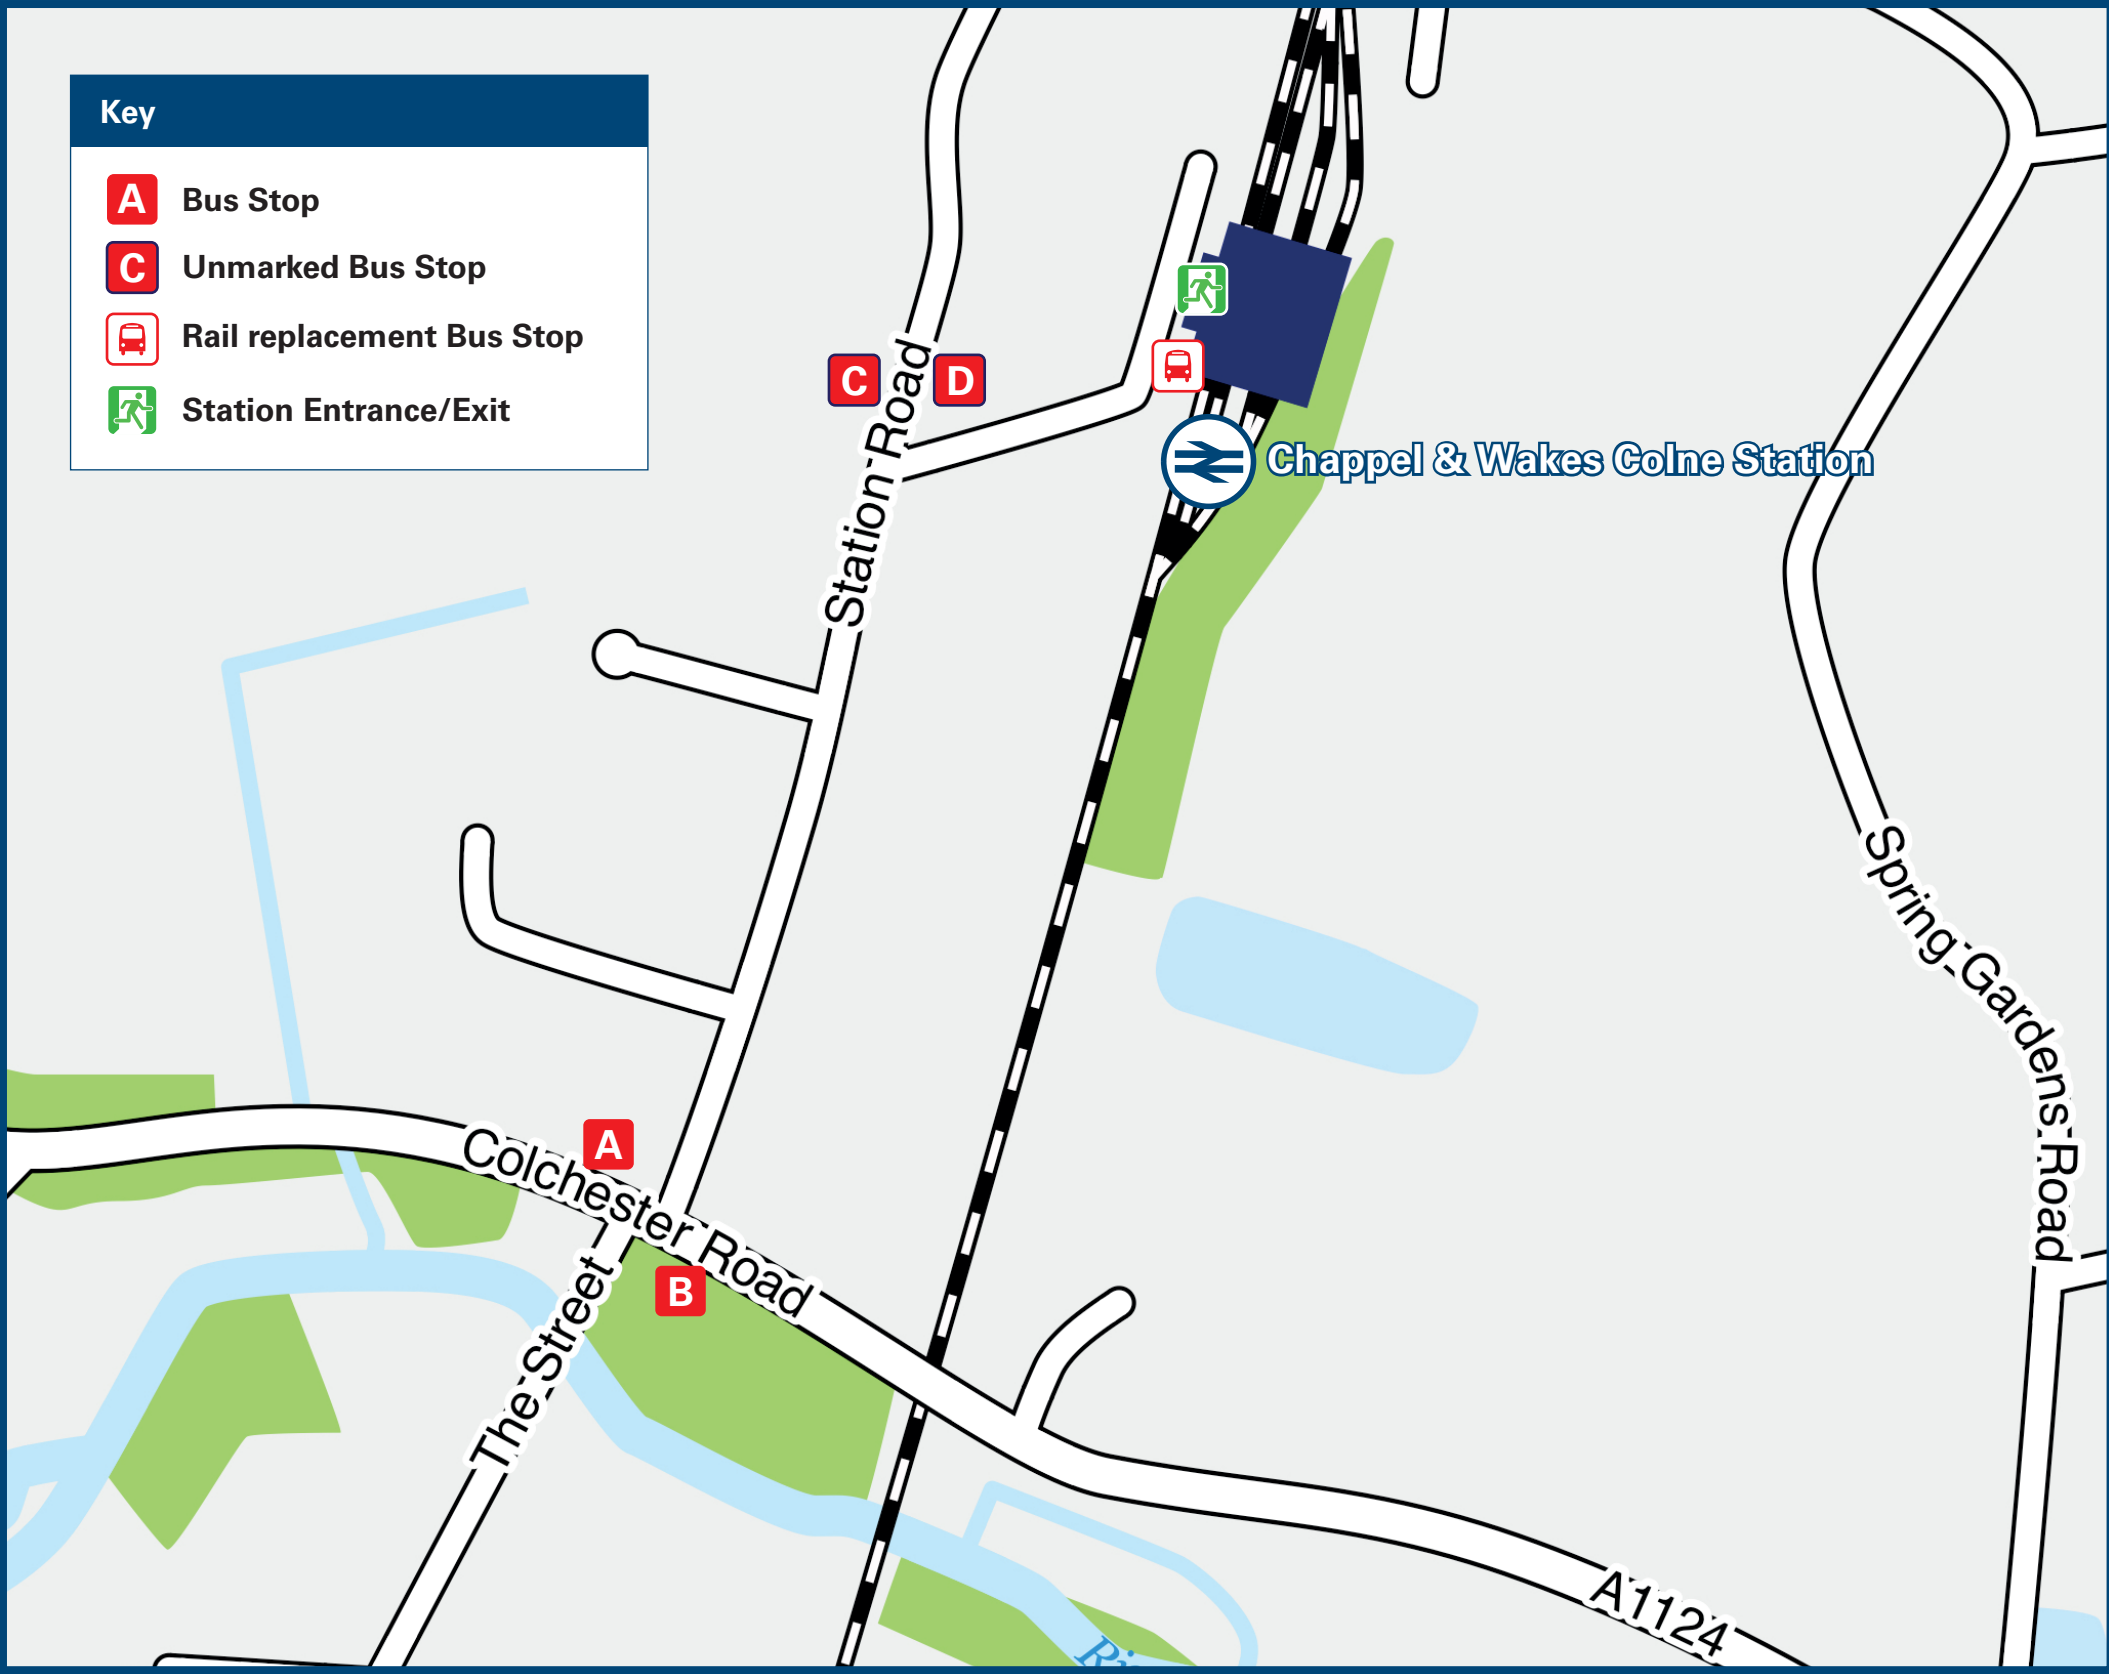 Key
A Bus Stop
C Unmarked Bus Stop
Rail replacement Bus Stop
Station Entrance/Exit
C
D
Station Road
Chappel & Wakes Colne Station
Spring Gardens Road
A
Colchester Road
B
The Street
A1124
Ri